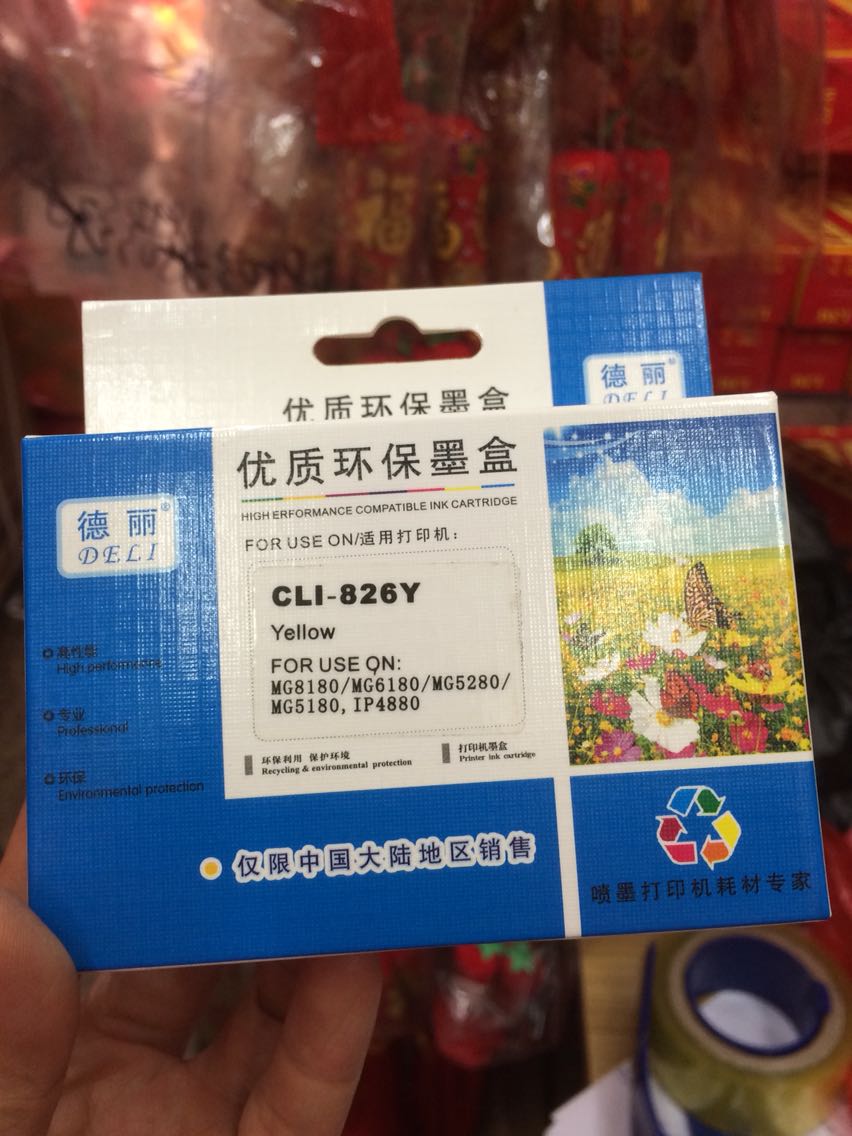 福
优质环保墨盒
德丽®
DELI
德丽®
DELI
高性能
High performance
专业
Professional
环保
Environmental protection
优质环保墨盒
HIGH ERFORMANCE COMPATIBLE INK CARTRIDGE
FOR USE ON/适用打印机：
CLI-826Y
Yellow
FOR USE ON:
MG8180/MG6180/MG5280/
MG5180, IP4880
环保利用 保护环境
Recycling & environmental protection
打印机墨盒
Printer ink cartridge
仅限中国大陆地区销售
喷墨打印机耗材专家